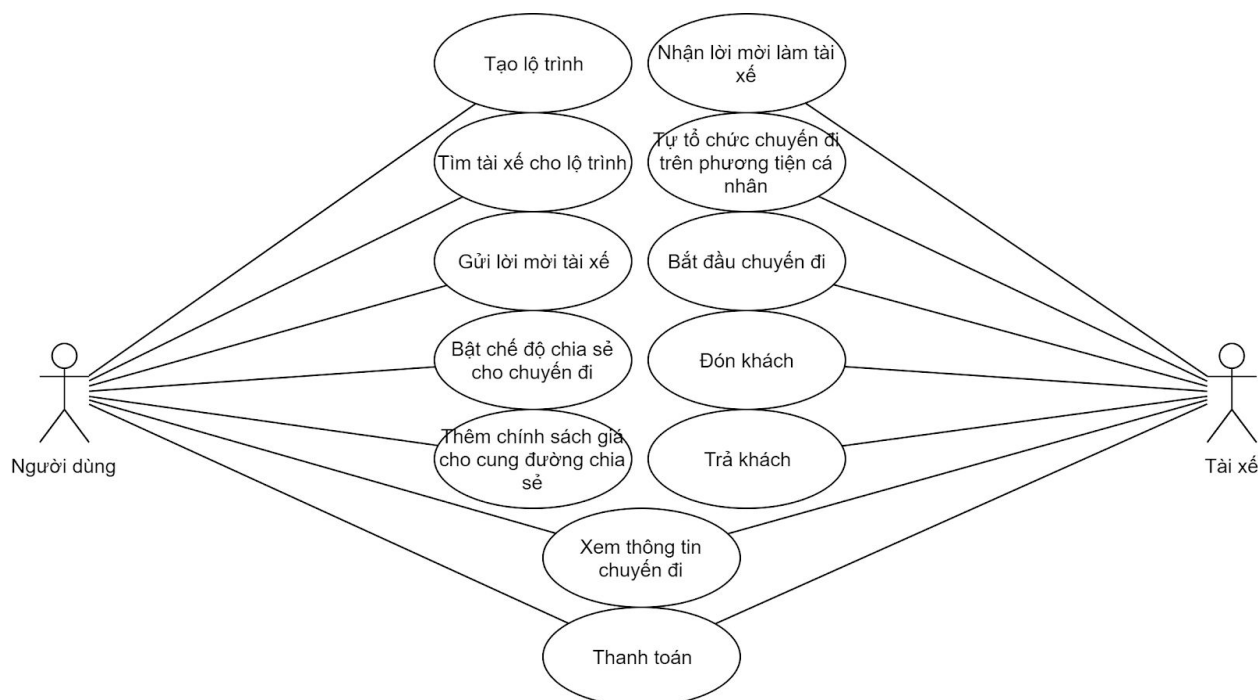 Tạo lộ trình
Nhận lời mời làm tài
xế
Tìm tài xế cho lộ trình
Tự tổ chức chuyến đi
trên phương tiện cá
nhân
Gửi lời mời tài xế
Bắt đầu chuyến đi
Bật chế độ chia sẻ
cho chuyến đi
Đón khách
Thêm chính sách giá
cho cung đường chia
sẻ
Trả khách
Người dùng
Tài xế
Xem thông tin
chuyến đi
Thanh toán